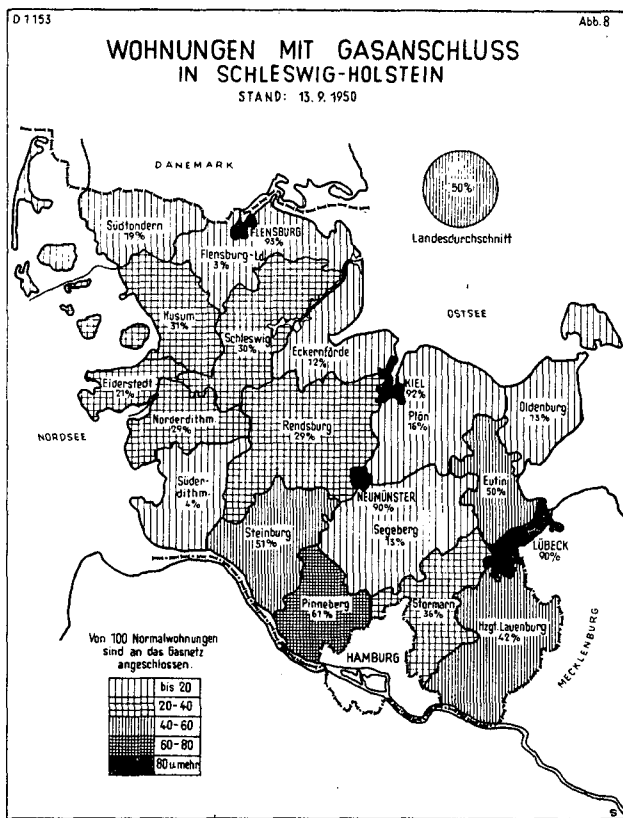 D 7153
Abb. 8
WOHNUNGEN MIT GASANSCHLUSS
IN SCHLESWIG-HOLSTEIN
STAND: 13. 9. 1950
DÄNEMARK
50%
Landesdurchschnitt
Südtondern
19%
FLENSBURG
93%
Flensburg-Ld.
3%
Husum
31%
Schleswig
30%
OSTSEE
Eckernförde
12%
Eiderstedt
21%
KIEL
92%
Plön
16%
Oldenburg
13%
Norderdithm.
29%
Rendsburg
29%
NORDSEE
Süder-
dithm.
4%
Eutin
50%
NEUMÜNSTER
90%
Steinburg
51%
Segeberg
13%
LÜBECK
90%
Pinneberg
61%
Stormarn
36%
Hzgt. Lauenburg
42%
HAMBURG
MECKLENBURG
Von 100 Normalwohnungen
sind an das Gasnetz
angeschlossen:
bis 20
20-40
40-60
60-80
80 u. mehr
S